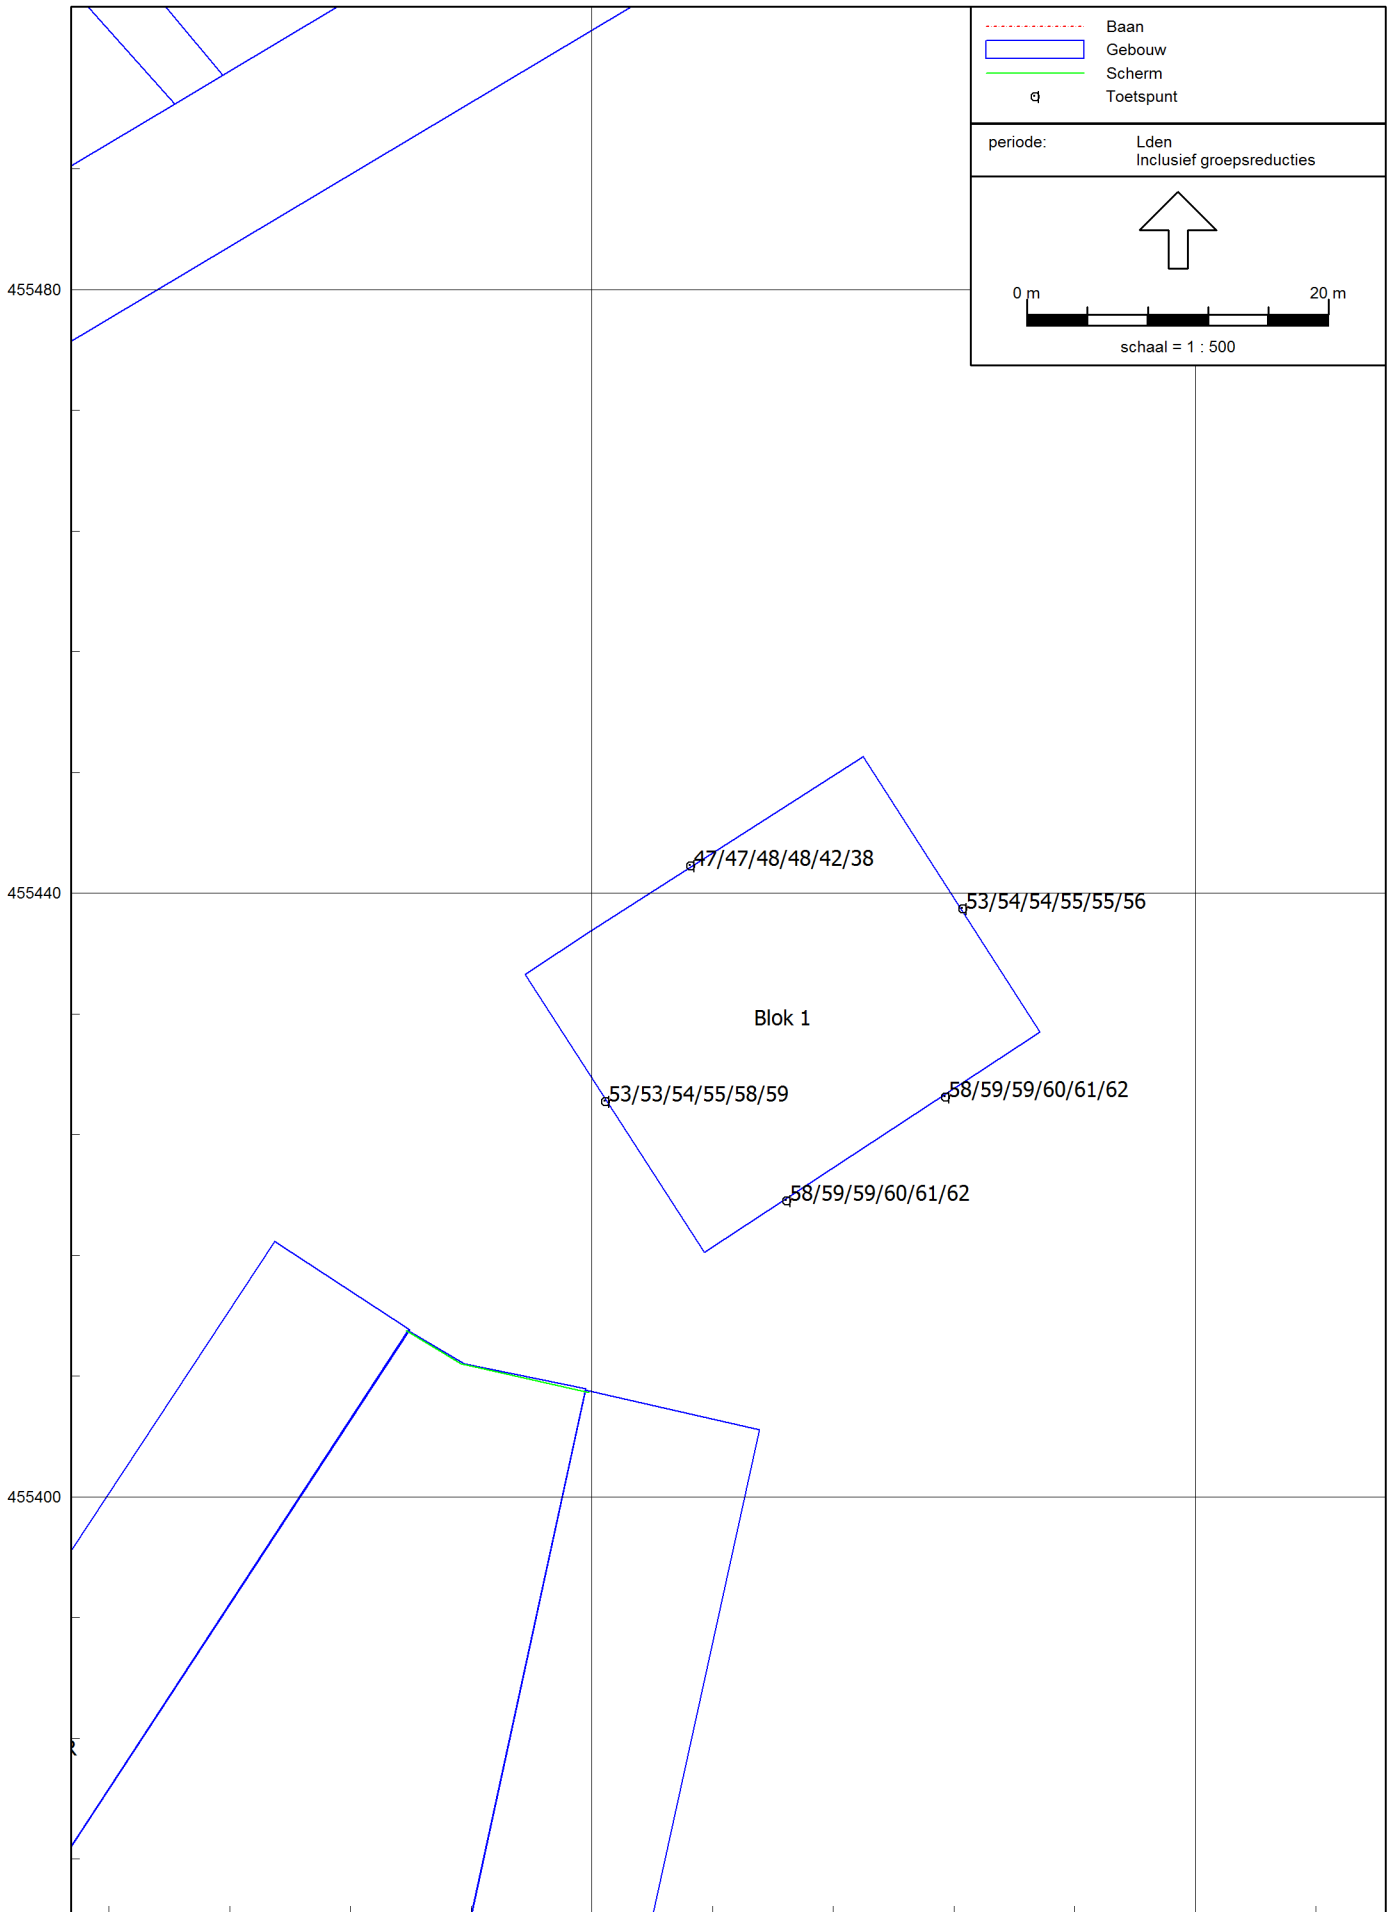 Baan
Gebouw
Scherm
Toetspunt
periode: Lden
Inclusief groepsreducties
455480
0 m 20 m
schaal = 1 : 500
47/47/48/48/42/38
455440
53/54/54/55/55/56
Blok 1
53/53/54/55/58/59
58/59/59/60/61/62
58/59/59/60/61/62
455400